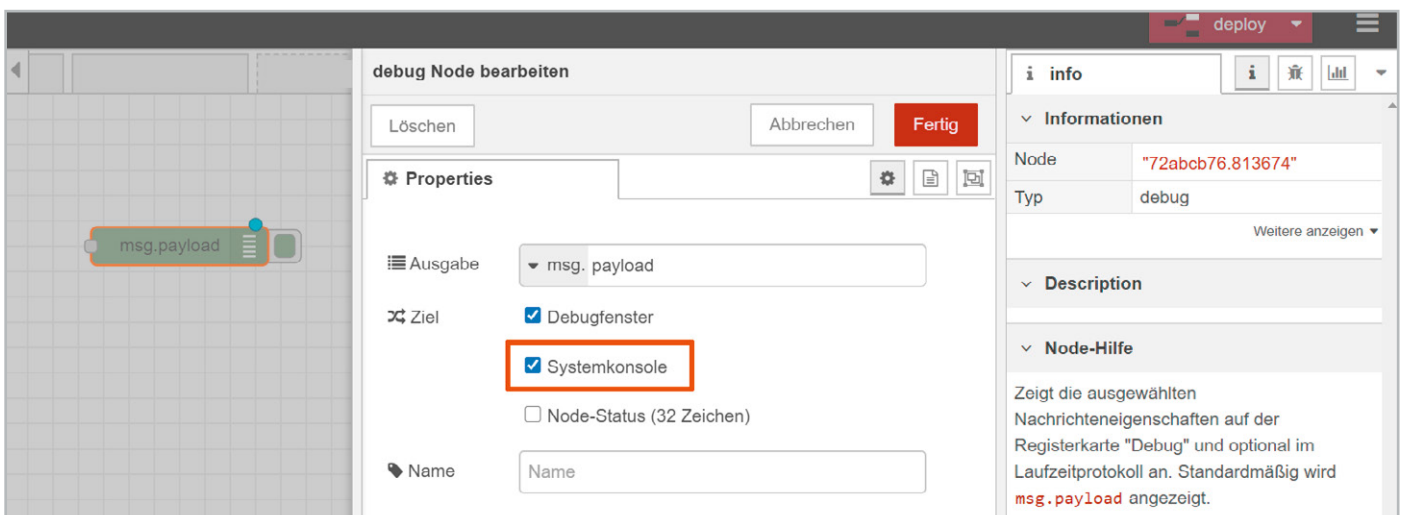 deploy
debug Node bearbeiten
Löschen
Abbrechen
Fertig
Properties
msg.payload
Ausgabe
msg. payload
Ziel
Debugfenster
Systemkonsole
Node-Status (32 Zeichen)
Name
Name
i info
i
Informationen
Node "72abcb76.813674"
Typ debug
Weitere anzeigen
Description
Node-Hilfe
Zeigt die ausgewählten
Nachrichteneigenschaften auf der
Registerkarte "Debug" und optional im
Laufzeitprotokoll an. Standardmäßig wird
msg.payload angezeigt.